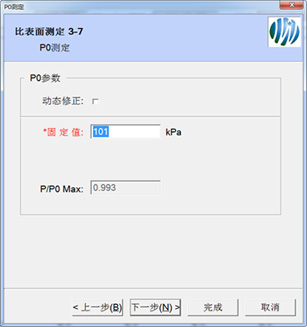 P0测定
比表面测定 3-7
P0测定
P0参数
动态修正:
*固 定 值: 101 kPa
P/P0 Max: 0.993
< 上一步(B) 下一步(N) > 完成 取消